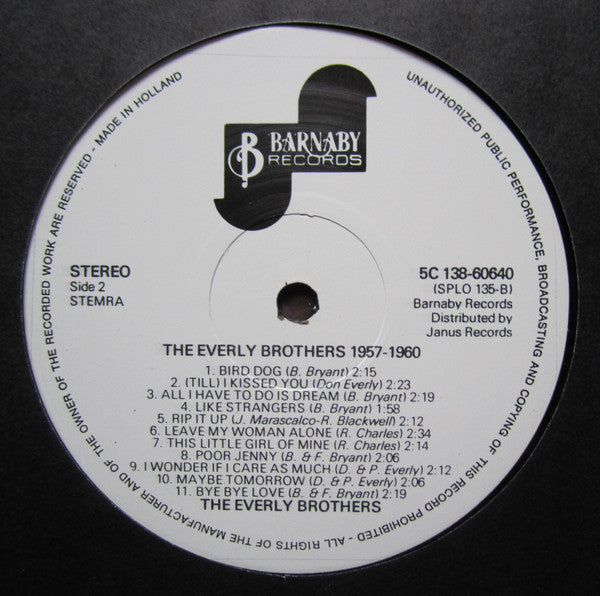 B BARNABY
RECORDS
STEREO
Side 2
STEMRA
5C 138-60640
(SPLO 135-B)
Barnaby Records
Distributed by
Janus Records
THE EVERLY BROTHERS 1957-1960
1. BIRD DOG (B. Bryant) 2:15
2. (TILL) I KISSED YOU (Don Everly) 2:23
3. ALL I HAVE TO DO IS DREAM (B. Bryant) 2:19
4. LIKE STRANGERS (B. Bryant) 1:58
5. RIP IT UP (J. Marascalco-R. Blackwell) 2:12
6. LEAVE MY WOMAN ALONE (R. Charles) 2:34
7. THIS LITTLE GIRL OF MINE (R. Charles) 2:14
8. POOR JENNY (B. & F. Bryant) 2:06
9. I WONDER IF I CARE AS MUCH (D. & P. Everly) 2:12
10. MAYBE TOMORROW (D. & P. Everly) 2:06
11. BYE BYE LOVE (B. & F. Bryant) 2:19
THE EVERLY BROTHERS
UNAUTHORIZED PUBLIC PERFORMANCE, BROADCASTING AND COPYING OF THIS RECORD PROHIBITED - ALL RIGHTS OF THE MANUFACTURER AND OF THE OWNER OF THE RECORDED WORK ARE RESERVED - MADE IN HOLLAND